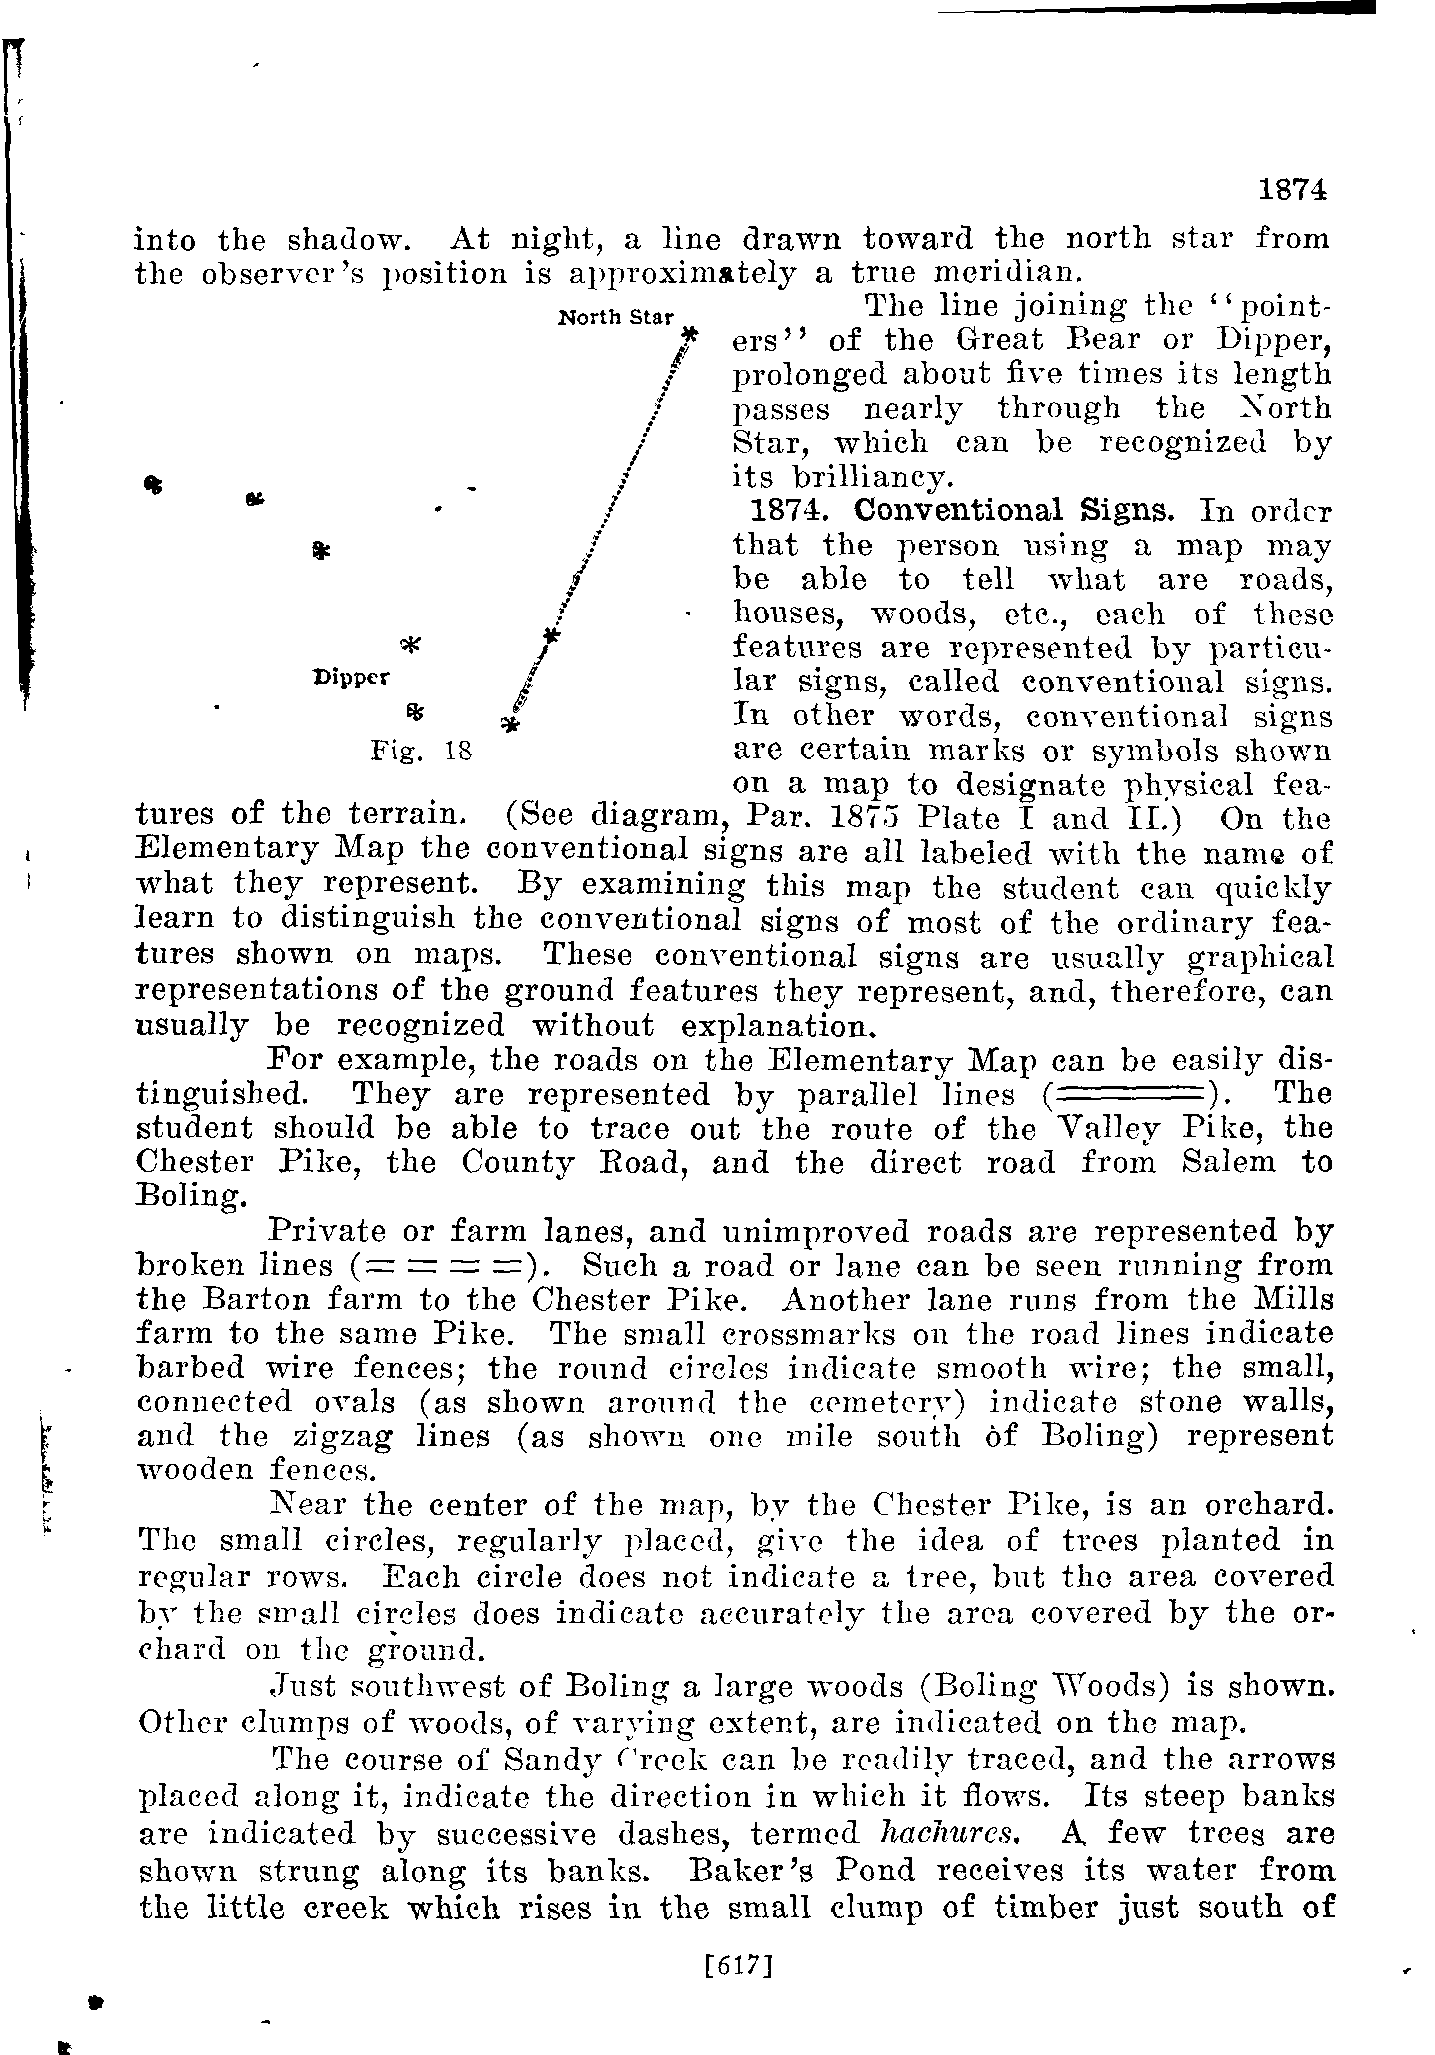 1874
into the shadow. At night, a line drawn toward the north star from
the observer's position is approximately a true meridian.
North Star
Dipper
Fig. 18
The line joining the "point-
ers" of the Great Bear or Dipper,
prolonged about five times its length
passes nearly through the North
Star, which can be recognized by
its brilliancy.
1874. Conventional Signs. In order
that the person using a map may
be able to tell what are roads,
houses, woods, etc., each of these
features are represented by particu-
lar signs, called conventional signs.
In other words, conventional signs
are certain marks or symbols shown
on a map to designate physical fea-
tures of the terrain. (See diagram, Par. 1875 Plate I and II.) On the
Elementary Map the conventional signs are all labeled with the name of
what they represent. By examining this map the student can quickly
learn to distinguish the conventional signs of most of the ordinary fea-
tures shown on maps. These conventional signs are usually graphical
representations of the ground features they represent, and, therefore, can
usually be recognized without explanation.
For example, the roads on the Elementary Map can be easily dis-
tinguished. They are represented by parallel lines (=====). The
student should be able to trace out the route of the Valley Pike, the
Chester Pike, the County Road, and the direct road from Salem to
Boling.
Private or farm lanes, and unimproved roads are represented by
broken lines (= = = =). Such a road or lane can be seen running from
the Barton farm to the Chester Pike. Another lane runs from the Mills
farm to the same Pike. The small crossmarks on the road lines indicate
barbed wire fences; the round circles indicate smooth wire; the small,
connected ovals (as shown around the cemetery) indicate stone walls,
and the zigzag lines (as shown one mile south of Boling) represent
wooden fences.
Near the center of the map, by the Chester Pike, is an orchard.
The small circles, regularly placed, give the idea of trees planted in
regular rows. Each circle does not indicate a tree, but the area covered
by the small circles does indicate accurately the area covered by the or-
chard on the ground.
Just southwest of Boling a large woods (Boling Woods) is shown.
Other clumps of woods, of varying extent, are indicated on the map.
The course of Sandy Creek can be readily traced, and the arrows
placed along it, indicate the direction in which it flows. Its steep banks
are indicated by successive dashes, termed hachures. A few trees are
shown strung along its banks. Baker's Pond receives its water from
the little creek which rises in the small clump of timber just south of
[617]